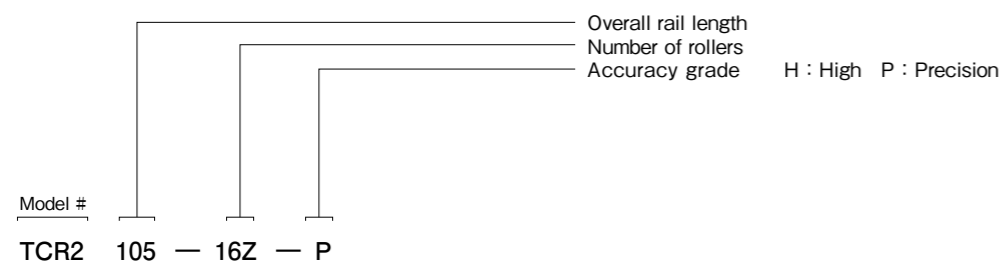 Overall rail length
Number of rollers
Accuracy grade H : High P : Precision
Model #
TCR2 105 — 16Z — P